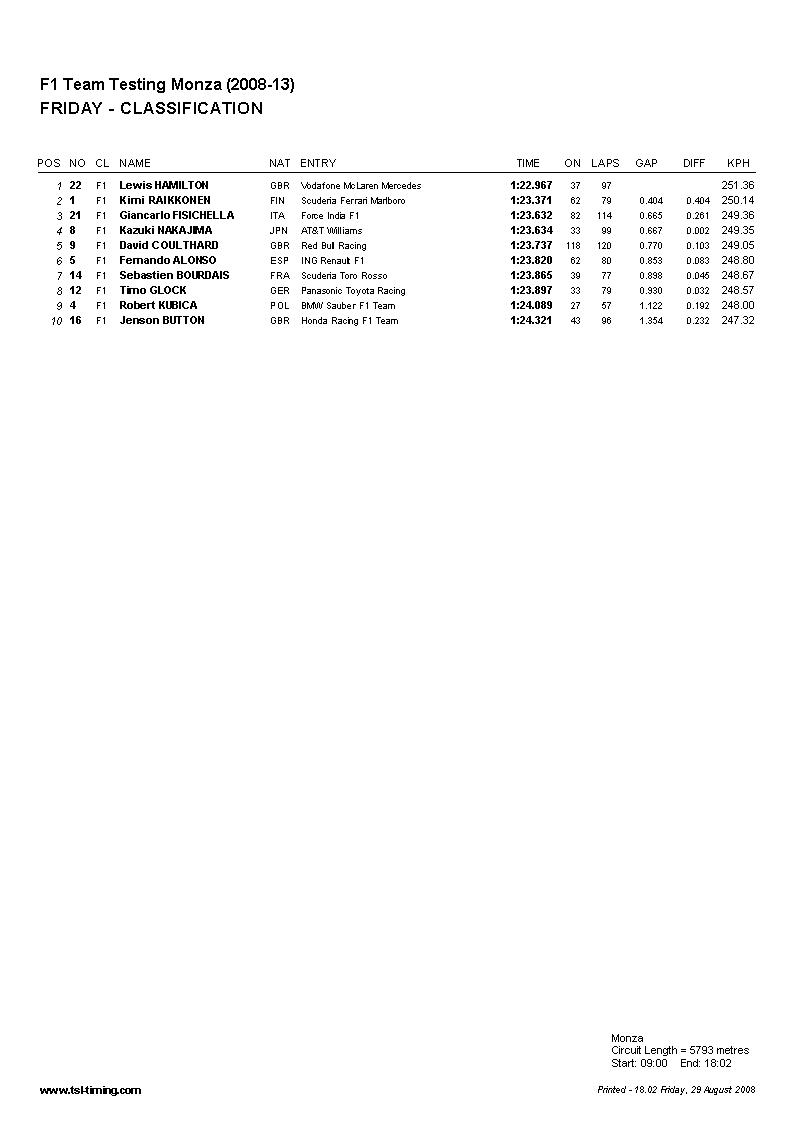 F1 Team Testing Monza (2008-13)
FRIDAY - CLASSIFICATION
POS NO CL NAME NAT ENTRY TIME ON LAPS GAP DIFF KPH
1 22 F1 Lewis HAMILTON GBR Vodafone McLaren Mercedes 1:22.967 37 97 251.36
2 1 F1 Kimi RAIKKONEN FIN Scuderia Ferrari Marlboro 1:23.371 62 79 0.404 0.404 250.14
3 21 F1 Giancarlo FISICHELLA ITA Force India F1 1:23.632 82 114 0.665 0.261 249.36
4 8 F1 Kazuki NAKAJIMA JPN AT&T Williams 1:23.634 33 99 0.667 0.002 249.35
5 9 F1 David COULTHARD GBR Red Bull Racing 1:23.737 118 120 0.770 0.103 249.05
6 5 F1 Fernando ALONSO ESP ING Renault F1 1:23.820 62 80 0.853 0.083 248.80
7 14 F1 Sebastien BOURDAIS FRA Scuderia Toro Rosso 1:23.865 39 77 0.898 0.045 248.67
8 12 F1 Timo GLOCK GER Panasonic Toyota Racing 1:23.897 33 79 0.930 0.032 248.57
9 4 F1 Robert KUBICA POL BMW Sauber F1 Team 1:24.089 27 57 1.122 0.192 248.00
10 16 F1 Jenson BUTTON GBR Honda Racing F1 Team 1:24.321 43 96 1.354 0.232 247.32
Monza
Circuit Length = 5793 metres
Start: 09:00 End: 18:02
www.tsl-timing.com Printed - 18.02 Friday, 29 August 2008